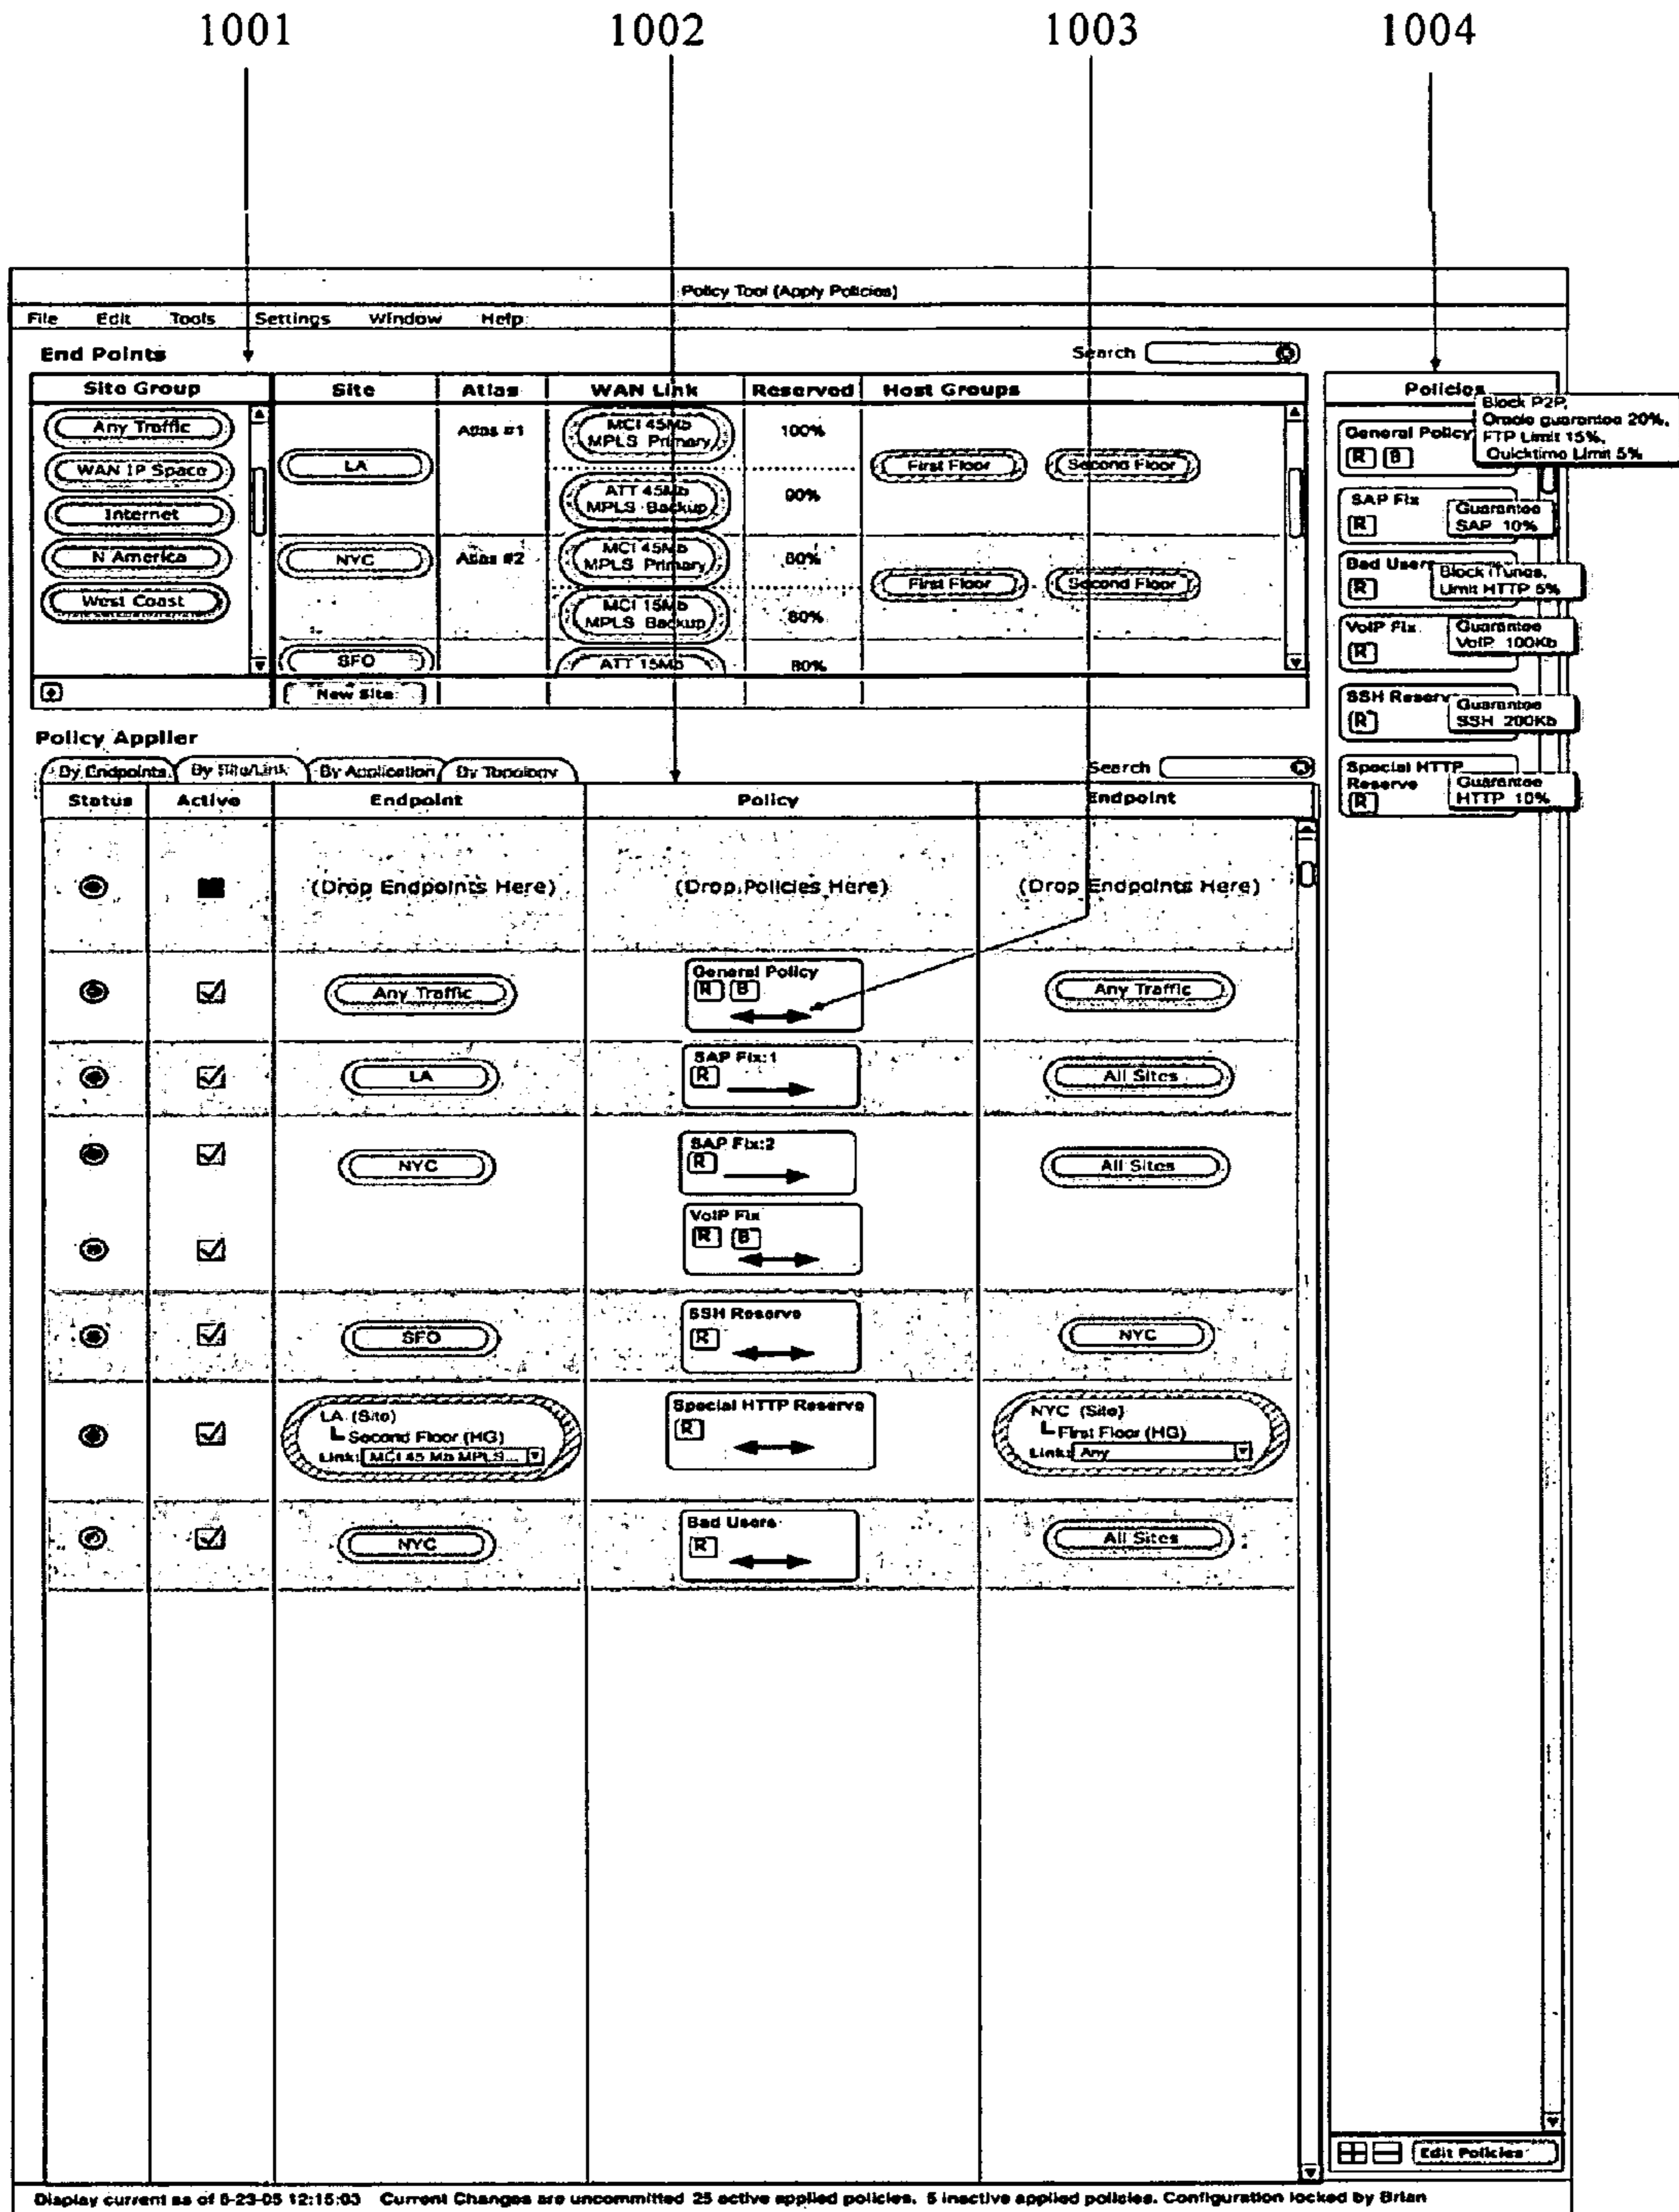 1001 1002 1003 1004
Policy Tool (Apply Policies)
File Edit Tools Settings Window Help
End Points
Search
Site Group Site Atlas WAN Link Reserved Host Groups
Any Traffic
WAN IP Space
Internet
N America
West Coast
LA
Atlas #1
MCI 45Mb
MPLS Primary
100%
First Floor Second Floor
ATT 45Mb
MPLS Backup
90%
NYC
Atlas #2
MCI 45Mb
MPLS Primary
80%
First Floor Second Floor
MCI 15Mb
MPLS Backup
80%
SFO
ATT 15Mb
80%
New Site
Policies
General Policy
R B
Block P2P,
Oracle guarantee 20%,
FTP Limit 15%,
Quicktime Limit 5%
SAP Fix
R
Guarantee
SAP 10%
Bad Users
R
Block iTunes,
Limit HTTP 5%
VoIP Fix
R
Guarantee
VoIP 100Kb
SSH Reserve
R
Guarantee
SSH 200Kb
Special HTTP
Reserve
R
Guarantee
HTTP 10%
Policy Applier
By Endpoints By Site/Link By Application By Topology
Search
Status Active Endpoint Policy Endpoint
(Drop Endpoints Here) (Drop Policies Here) (Drop Endpoints Here)
Any Traffic
General Policy
R B
Any Traffic
LA
SAP Fix:1
R
All Sites
NYC
SAP Fix:2
R
All Sites
VoIP Fix
R B
SFO
SSH Reserve
R
NYC
LA (Site)
Second Floor (HG)
Link: MCI 45 Mb MPLS...
Special HTTP Reserve
R
NYC (Site)
First Floor (HG)
Link: Any
NYC
Bad Users
R
All Sites
Edit Policies
Display current as of 6-23-05 12:15:03 Current Changes are uncommitted 25 active applied policies. 5 inactive applied policies. Configuration locked by Brian